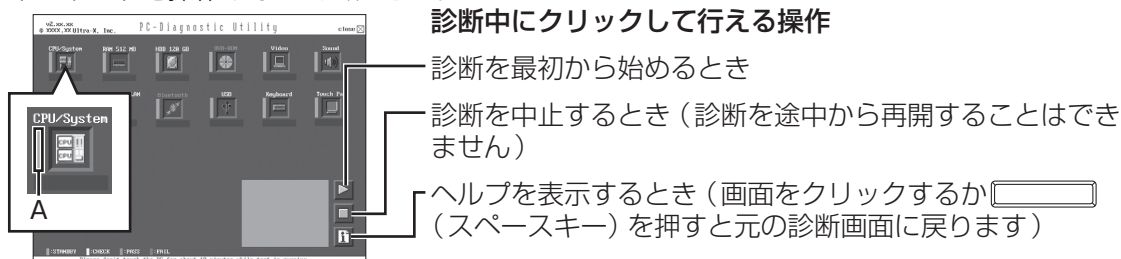 診断中にクリックして行える操作
v2.xx.xx
© XXXX,XX Ultra-X, Inc.
PC-Diagnostic Utility
close
CPU/System
RAM 512 MB
HDD 120 GB
DVD-ROM
Video
Sound
診断を最初から始めるとき
LAN
Bluetooth
USB
Keyboard
CPU/System
CPU
CPU
診断を中止するとき（診断を途中から再開することはでき
ません）
A
ヘルプを表示するとき（画面をクリックするか
（スペースキー）を押すと元の診断画面に戻ります）
:STANDBY :CHECK :PASS :FAIL